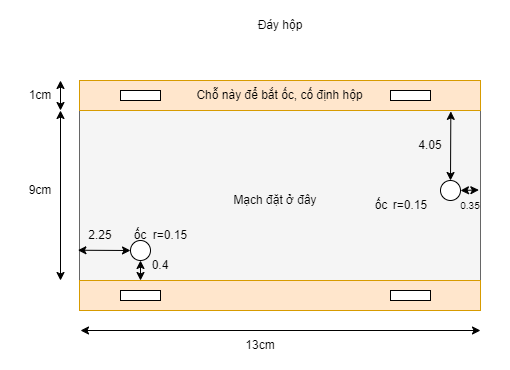 Đáy hộp
1cm
Chỗ này để bắt ốc, cố định hộp
4.05
9cm
Mạch đặt ở đây
ốc r=0.15
0.35
2.25
ốc r=0.15
0.4
13cm